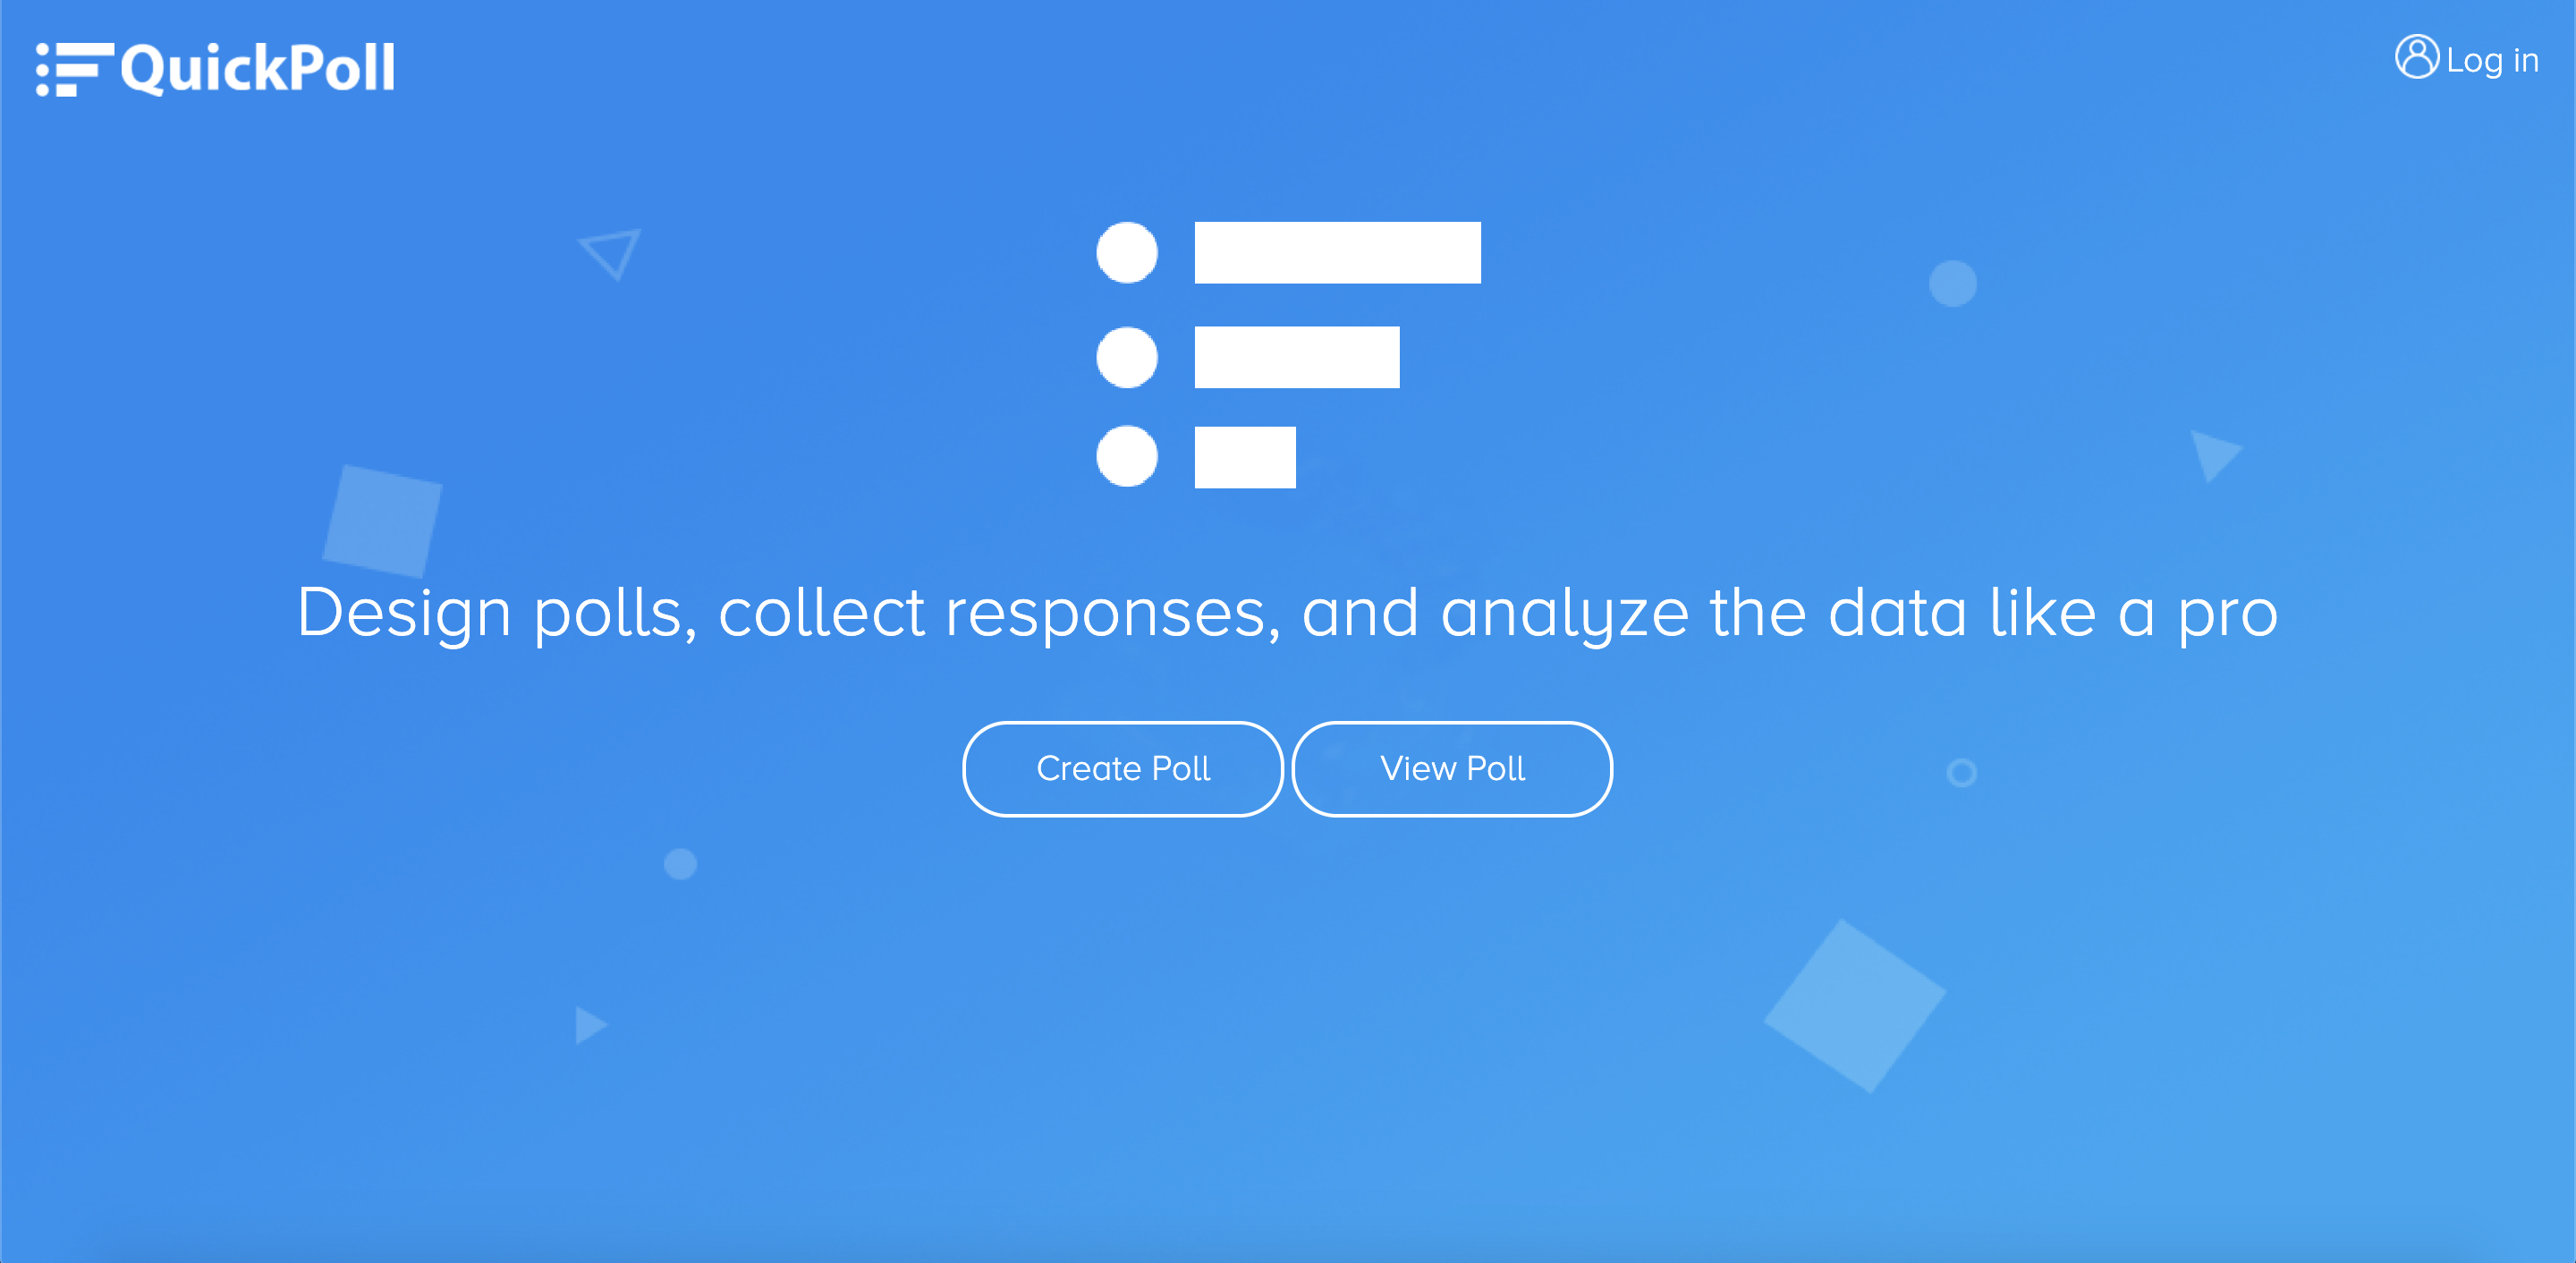 QuickPoll
Log in
Design polls, collect responses, and analyze the data like a pro
Create Poll
View Poll